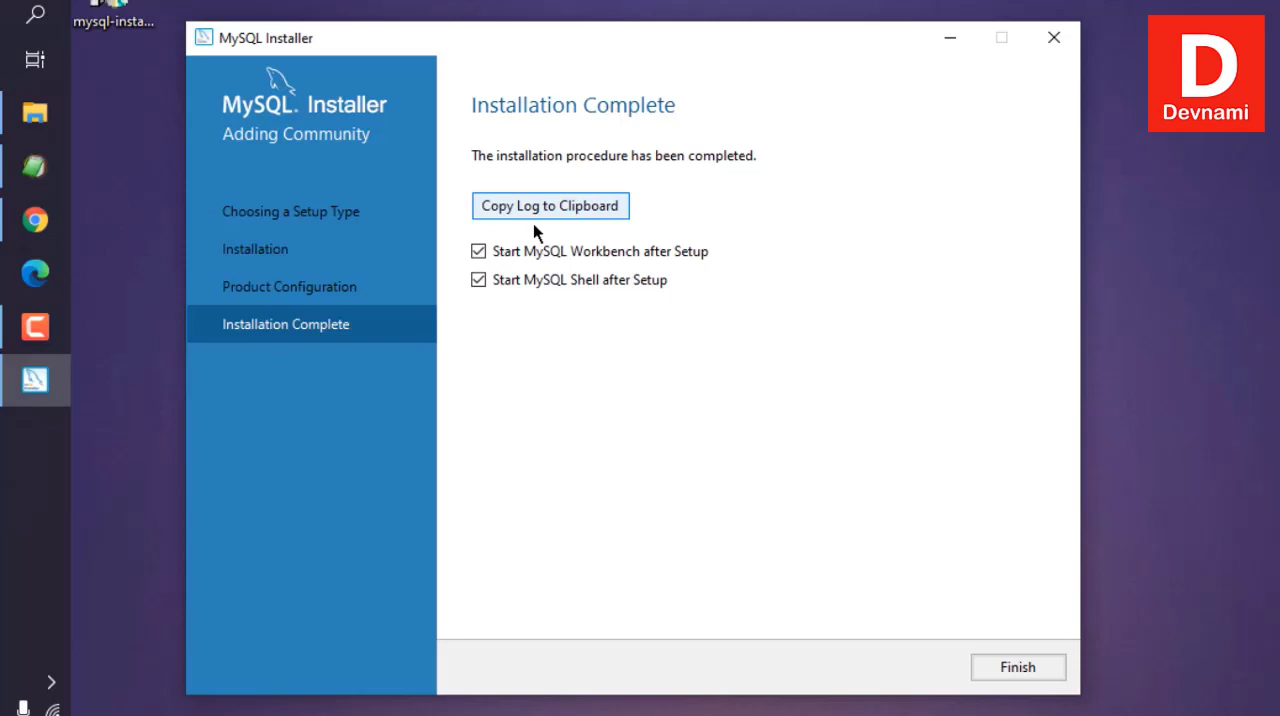 mysql-insta...
MySQL Installer
D
Devnami
MySQL. Installer
Adding Community
Choosing a Setup Type
Installation
Product Configuration
Installation Complete
Installation Complete
The installation procedure has been completed.
Copy Log to Clipboard
Start MySQL Workbench after Setup
Start MySQL Shell after Setup
Finish